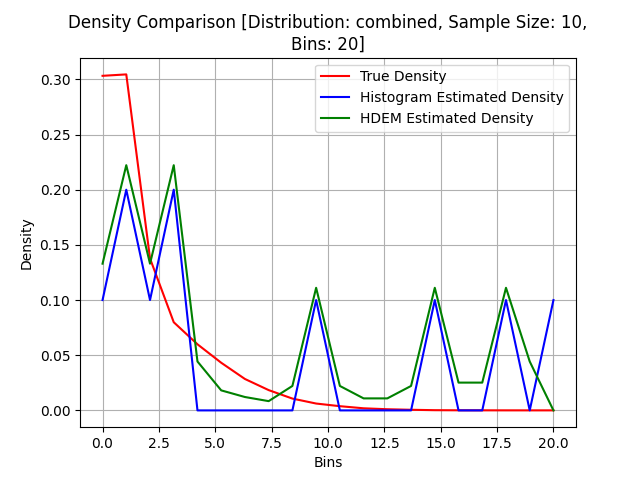 Density Comparison [Distribution: combined, Sample Size: 10,
Bins: 20]
True Density
Histogram Estimated Density
HDEM Estimated Density
Density
0.30
0.25
0.20
0.15
0.10
0.05
0.00
0.0 2.5 5.0 7.5 10.0 12.5 15.0 17.5 20.0
Bins